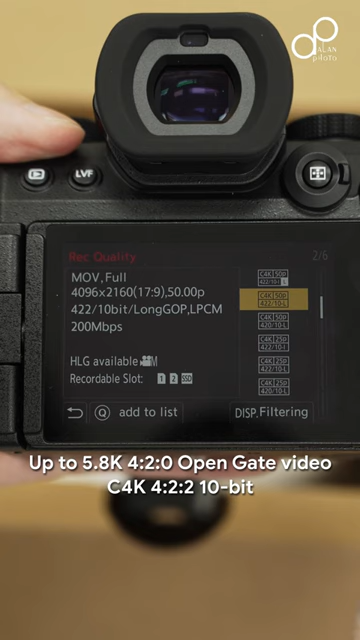 ALAN
PHOTO
LVF
Rec Quality 2/6
MOV,Full
4096x2160(17:9),50.00p
422/10bit/LongGOP,LPCM
200Mbps
HLG available
Recordable Slot: 1 2 SSD
C4K 50p
422/10-I L
C4K 50p
422/10-L
C4K 50p
420/10-L
C4K 25p
422/10-I
C4K 25p
420/10-L
Q add to list DISP.Filtering
Up to 5.8K 4:2:0 Open Gate video
C4K 4:2:2 10-bit